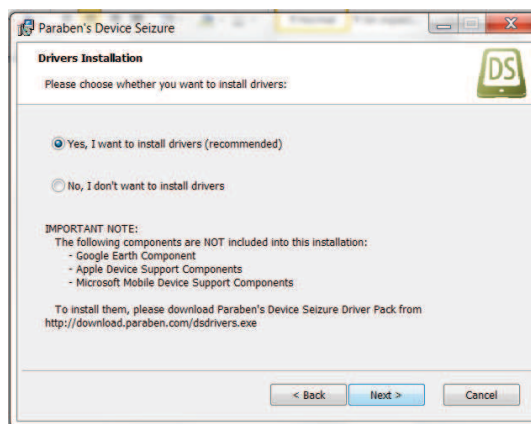 Paraben's Device Seizure
Drivers Installation
Please choose whether you want to install drivers:
DS
Yes, I want to install drivers (recommended)
No, I don't want to install drivers
IMPORTANT NOTE:
The following components are NOT included into this installation:
- Google Earth Component
- Apple Device Support Components
- Microsoft Mobile Device Support Components
To install them, please download Paraben's Device Seizure Driver Pack from
http://download.paraben.com/dsdrivers.exe
< Back
Next >
Cancel